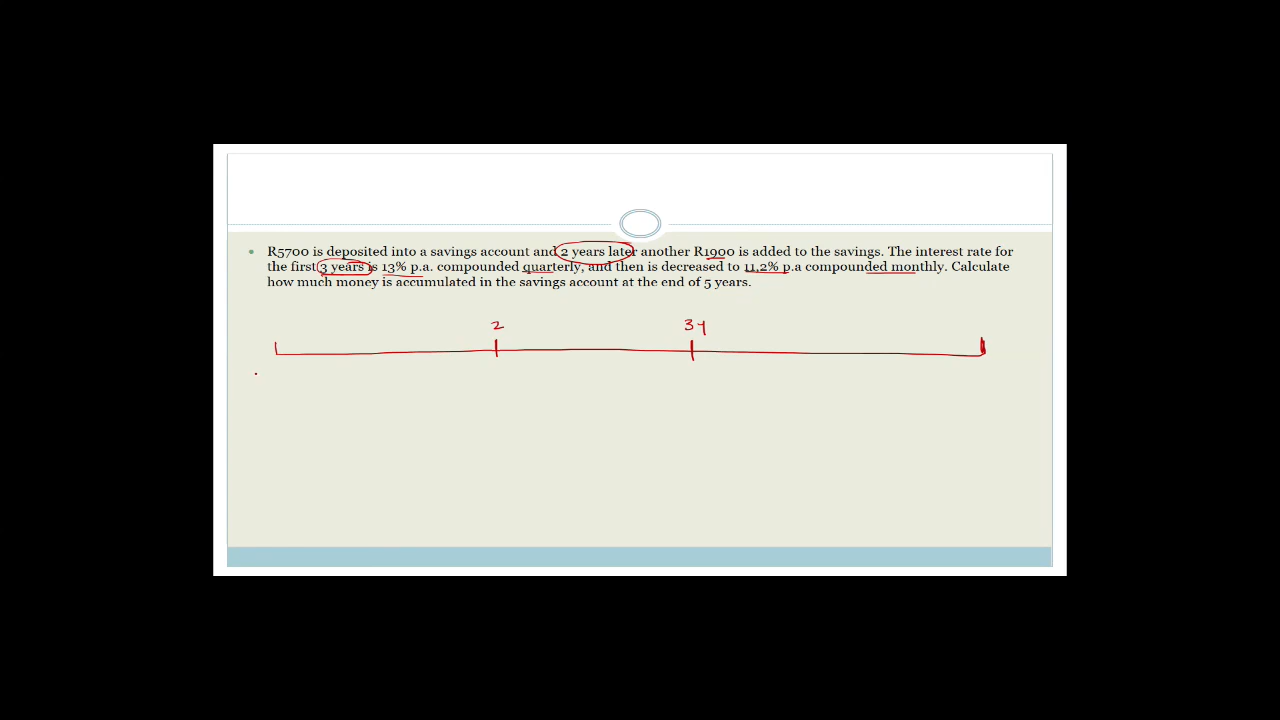 R5700 is deposited into a savings account and 2 years later another R1000 is added to the savings. The interest rate for
the first 3 years is 13% p.a. compounded quarterly, and then is decreased to 11,2% p.a compounded monthly. Calculate
how much money is accumulated in the savings account at the end of 5 years.
2 3y